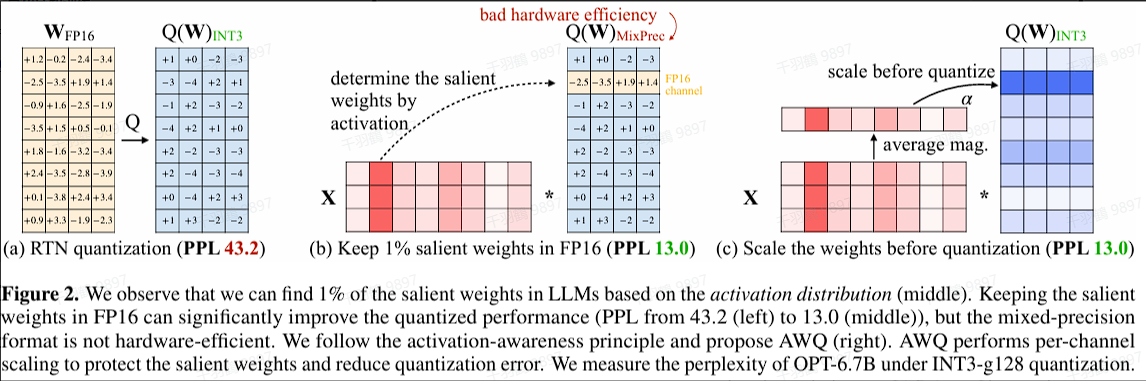 bad hardware efficiency
W_FP16
Q(W)_INT3
Q(W)_MixPrec
Q(W)_INT3
+1.2 −0.2 −2.4 −3.4
−2.5 −3.5 +1.9 +1.4
−0.9 +1.6 −2.5 −1.9
−3.5 +1.5 +0.5 −0.1
+1.8 −1.6 −3.2 −3.4
+2.4 −3.5 −2.8 −3.9
+0.1 −3.8 +2.4 +3.4
+0.9 +3.3 −1.9 −2.3
Q
+1 +0 −2 −3
−3 −4 +2 +1
−1 +2 −3 −2
−4 +2 +1 +0
+2 −2 −3 −3
+2 −4 −3 −4
+0 −4 +2 +3
+1 +3 −2 −2
(a) RTN quantization (PPL 43.2)
determine the salient
weights by
activation
X
*
+1 +0 −2 −3
−2.5 −3.5 +1.9 +1.4
−1 +2 −3 −2
−4 +2 +1 +0
+2 −2 −3 −3
+2 −4 −3 −4
+0 −4 +2 +3
+1 +3 −2 −2
FP16
channel
(b) Keep 1% salient weights in FP16 (PPL 13.0)
scale before quantize
α
average mag.
X
*
(c) Scale the weights before quantization (PPL 13.0)
Figure 2. We observe that we can find 1% of the salient weights in LLMs based on the activation distribution (middle). Keeping the salient
weights in FP16 can significantly improve the quantized performance (PPL from 43.2 (left) to 13.0 (middle)), but the mixed-precision
format is not hardware-efficient. We follow the activation-awareness principle and propose AWQ (right). AWQ performs per-channel
scaling to protect the salient weights and reduce quantization error. We measure the perplexity of OPT-6.7B under INT3-g128 quantization.